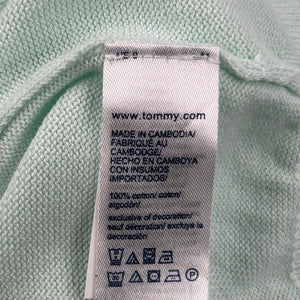 www.tommy.com
MADE IN CAMBODIA/
FABRIQUÉ AU
CAMBODGE/
HECHO EN CAMBOYA
CON INSUMOS
IMPORTADOS/
100% cotton/ coton/
algodón/
exclusive of decoration/
sauf décoration/ excluye la
decoración